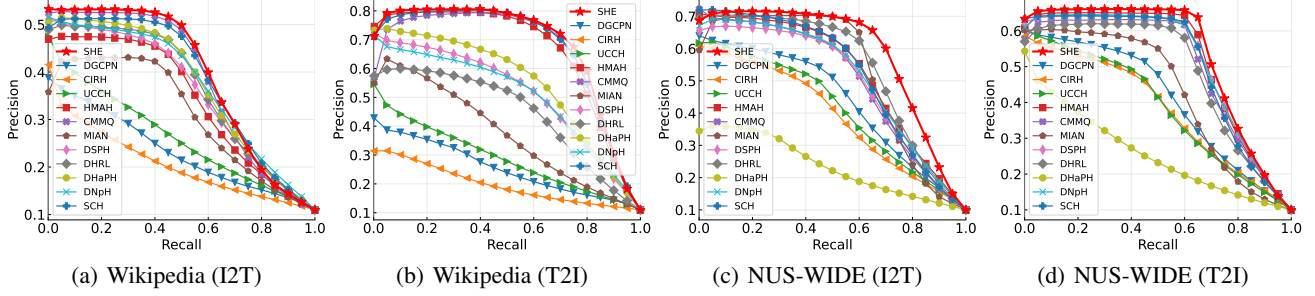 Precision
0.5
0.4
0.3
0.2
0.1
0.0 0.2 0.4 0.6 0.8 1.0
Recall
SHE
DGCPN
CIRH
UCCH
HMAH
CMMQ
MIAN
DSPH
DHRL
DHaPH
DNpH
SCH
(a) Wikipedia (I2T)
Precision
0.8
0.7
0.6
0.5
0.4
0.3
0.2
0.1
0.0 0.2 0.4 0.6 0.8 1.0
Recall
SHE
DGCPN
CIRH
UCCH
HMAH
CMMQ
MIAN
DSPH
DHRL
DHaPH
DNpH
SCH
(b) Wikipedia (T2I)
Precision
0.7
0.6
0.5
0.4
0.3
0.2
0.1
0.0 0.2 0.4 0.6 0.8 1.0
Recall
SHE
DGCPN
CIRH
UCCH
HMAH
CMMQ
MIAN
DSPH
DHRL
DHaPH
DNpH
SCH
(c) NUS-WIDE (I2T)
Precision
0.6
0.5
0.4
0.3
0.2
0.1
0.0 0.2 0.4 0.6 0.8 1.0
Recall
SHE
DGCPN
CIRH
UCCH
HMAH
CMMQ
MIAN
DSPH
DHRL
DHaPH
DNpH
SCH
(d) NUS-WIDE (T2I)